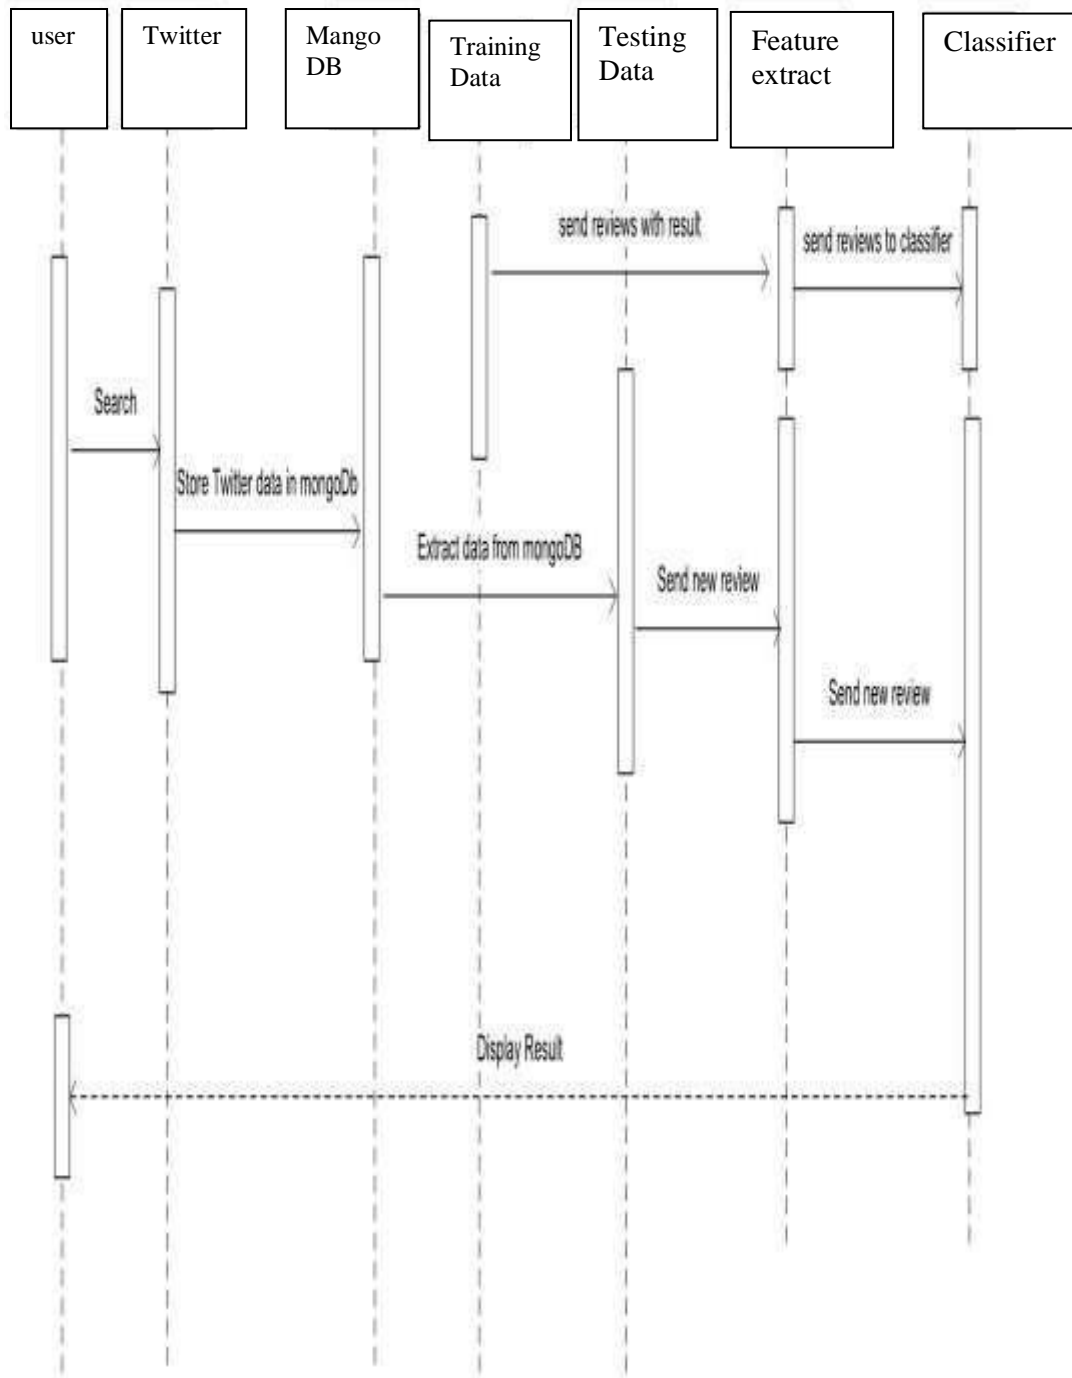 user
Twitter
Mango
DB
Training
Data
Testing
Data
Feature
extract
Classifier
send reviews with result
send reviews to classifier
Search
Store Twitter data in mongoDb
Extract data from mongoDB
Send new review
Send new review
Display Result